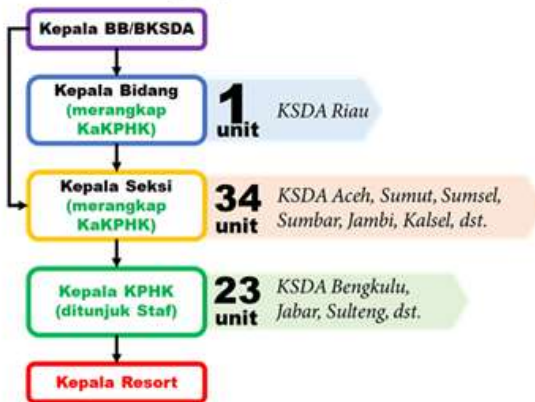 Kepala BB/BKSDA
Kepala Bidang
(merangkap
KaKPHK)
1
unit
KSDA Riau
Kepala Seksi
(merangkap
KaKPHK)
34
unit
KSDA Aceh, Sumut, Sumsel,
Sumbar, Jambi, Kalsel, dst.
Kepala KPHK
(ditunjuk Staf)
23
unit
KSDA Bengkulu,
Jabar, Sulteng, dst.
Kepala Resort